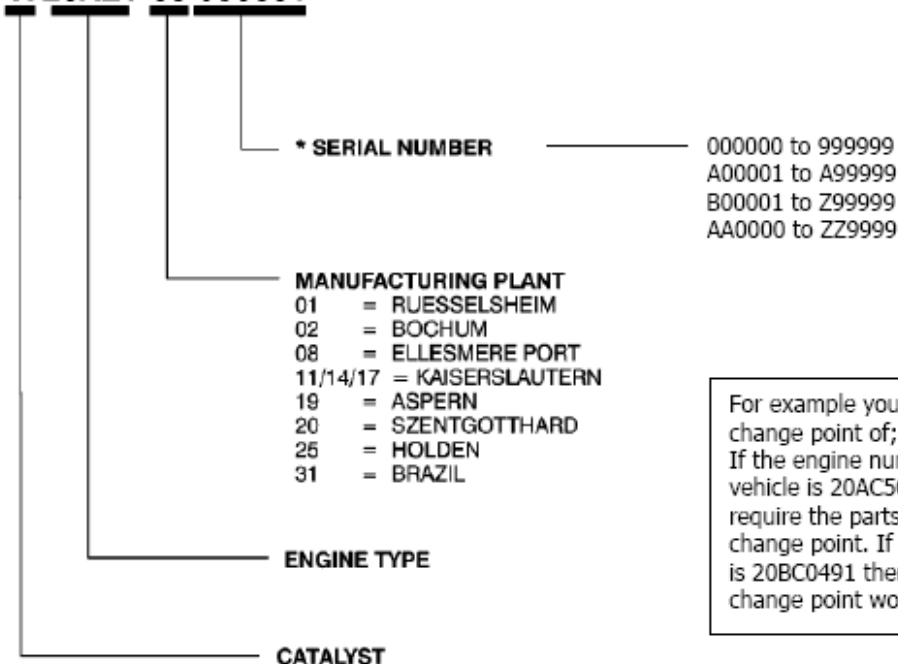 * SERIAL NUMBER
000000 to 999999
A00001 to A99999
B00001 to Z99999
AA0000 to ZZ9999
MANUFACTURING PLANT
01 = RUESSELSHEIM
02 = BOCHUM
08 = ELLESMERE PORT
11/14/17 = KAISERSLAUTERN
19 = ASPERN
20 = SZENTGOTTHARD
25 = HOLDEN
31 = BRAZIL
For example you
change point of;
If the engine nu
vehicle is 20AC5
require the parts
change point. If
is 20BC0491 the
change point wo
ENGINE TYPE
CATALYST